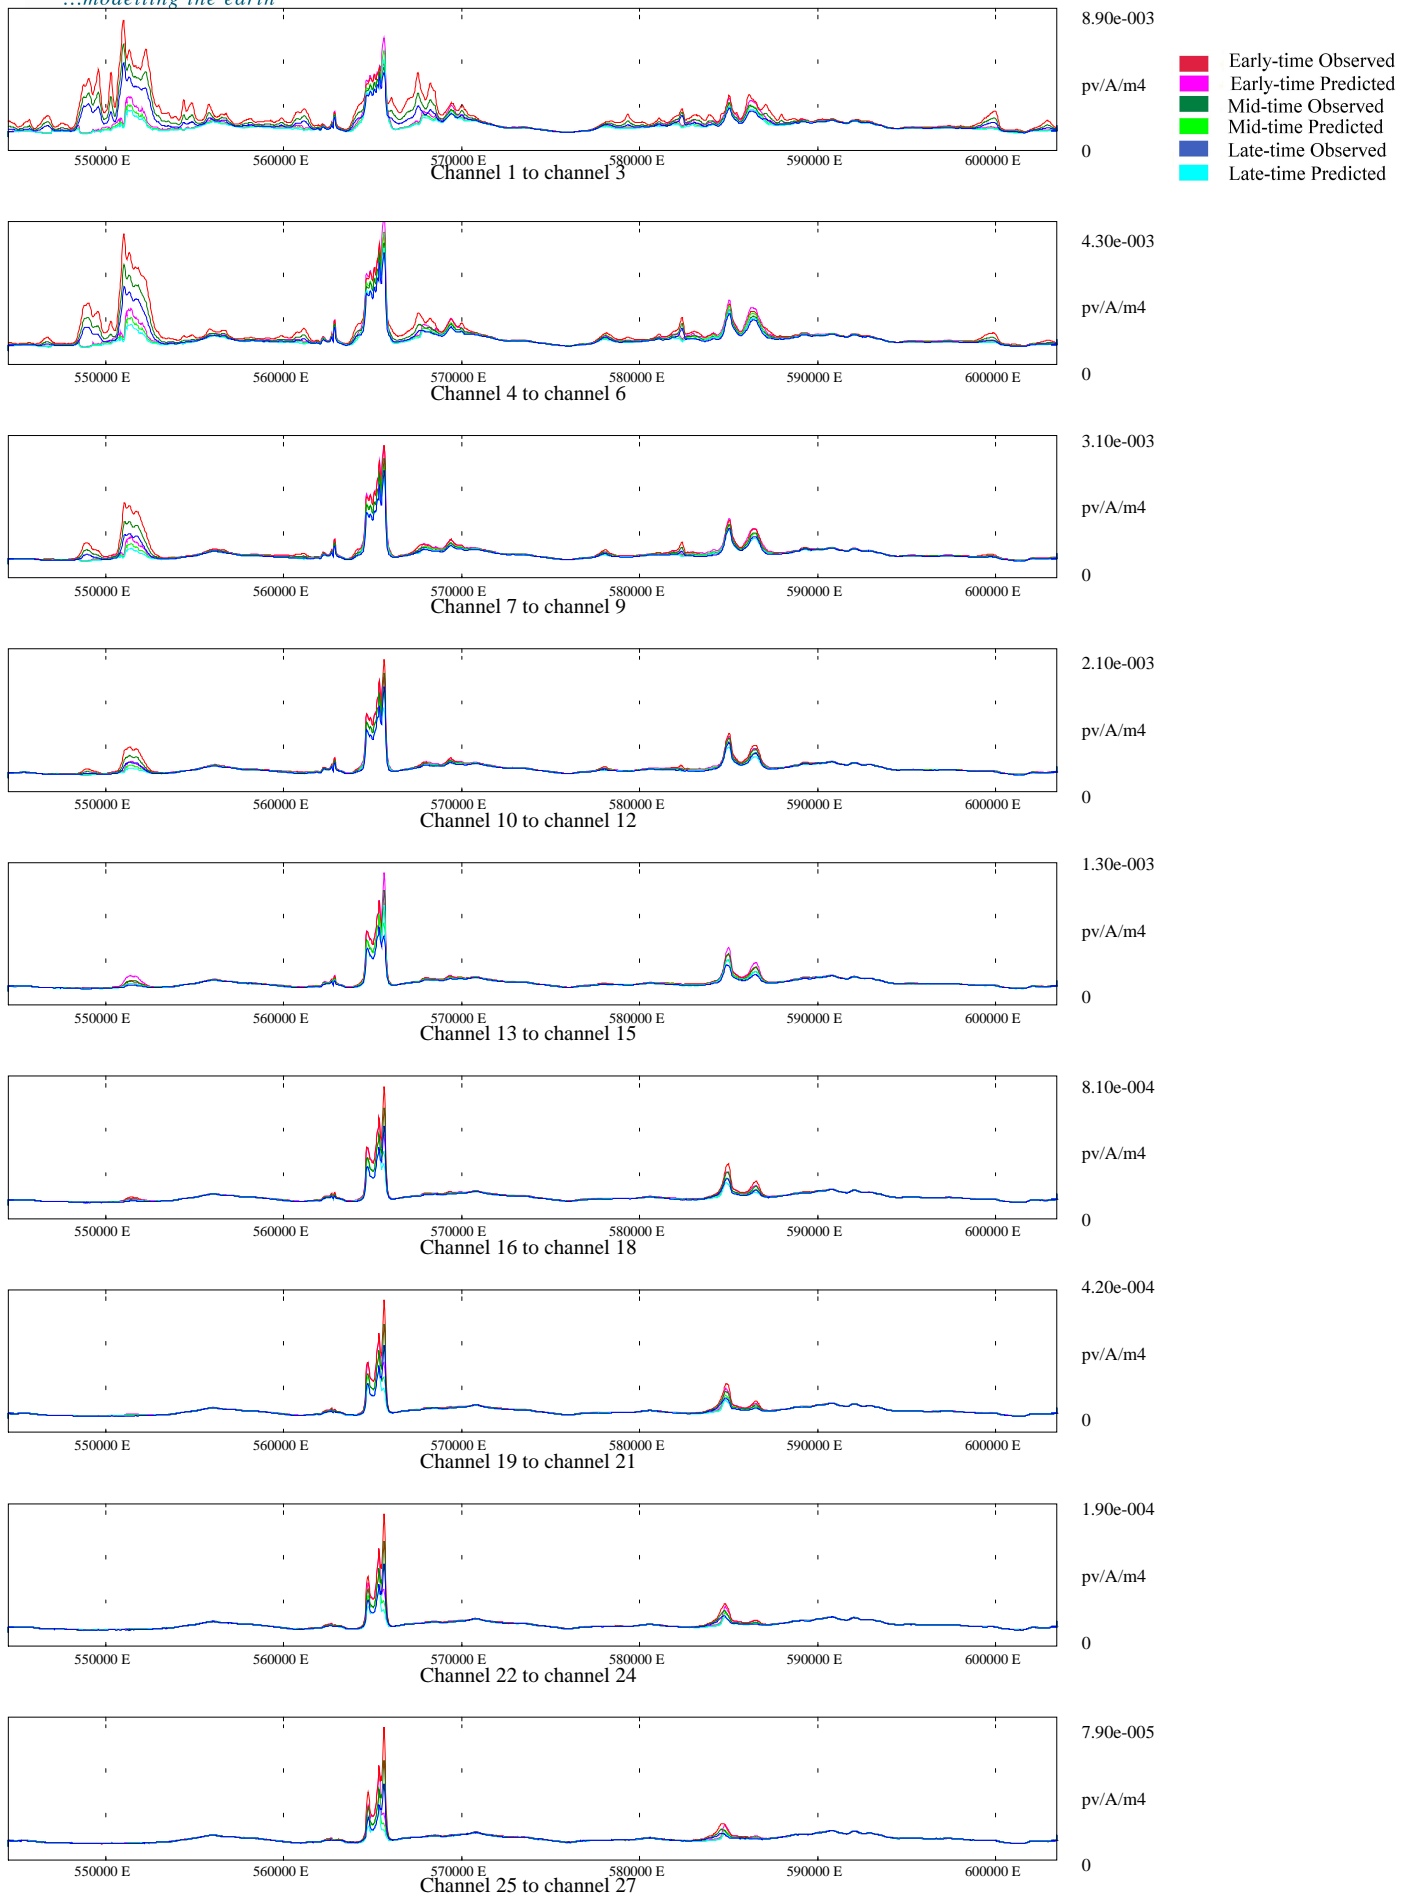 ...modelling the earth
8.90e-003
pv/A/m4
0
550000 E 560000 E 570000 E 580000 E 590000 E 600000 E
Channel 1 to channel 3
Early-time Observed
Early-time Predicted
Mid-time Observed
Mid-time Predicted
Late-time Observed
Late-time Predicted
4.30e-003
pv/A/m4
0
550000 E 560000 E 570000 E 580000 E 590000 E 600000 E
Channel 4 to channel 6
3.10e-003
pv/A/m4
0
550000 E 560000 E 570000 E 580000 E 590000 E 600000 E
Channel 7 to channel 9
2.10e-003
pv/A/m4
0
550000 E 560000 E 570000 E 580000 E 590000 E 600000 E
Channel 10 to channel 12
1.30e-003
pv/A/m4
0
550000 E 560000 E 570000 E 580000 E 590000 E 600000 E
Channel 13 to channel 15
8.10e-004
pv/A/m4
0
550000 E 560000 E 570000 E 580000 E 590000 E 600000 E
Channel 16 to channel 18
4.20e-004
pv/A/m4
0
550000 E 560000 E 570000 E 580000 E 590000 E 600000 E
Channel 19 to channel 21
1.90e-004
pv/A/m4
0
550000 E 560000 E 570000 E 580000 E 590000 E 600000 E
Channel 22 to channel 24
7.90e-005
pv/A/m4
0
550000 E 560000 E 570000 E 580000 E 590000 E 600000 E
Channel 25 to channel 27